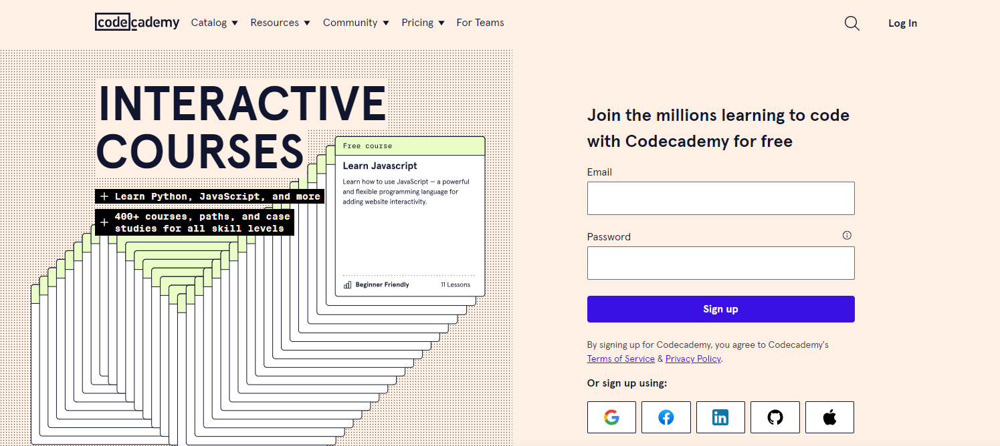 codecademy
Catalog
Resources
Community
Pricing
For Teams
Log In
INTERACTIVE
COURSES
Learn Python, JavaScript, and more
400+ courses, paths, and case
studies for all skill levels
Free course
Learn Javascript
Learn how to use JavaScript — a powerful
and flexible programming language for
adding website interactivity.
Beginner Friendly
11 Lessons
Join the millions learning to code
with Codecademy for free
Email
Password
Sign up
By signing up for Codecademy, you agree to Codecademy's
Terms of Service & Privacy Policy.
Or sign up using: